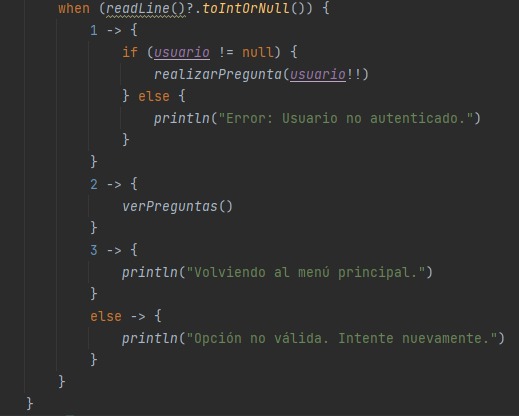 when (readLine()?.toIntOrNull()) {
1 -> {
if (usuario != null) {
realizarPregunta(usuario!!)
} else {
println("Error: Usuario no autenticado.")
}
}
2 -> {
verPreguntas()
}
3 -> {
println("Volviendo al menú principal.")
}
else -> {
println("Opción no válida. Intente nuevamente.")
}
}
}